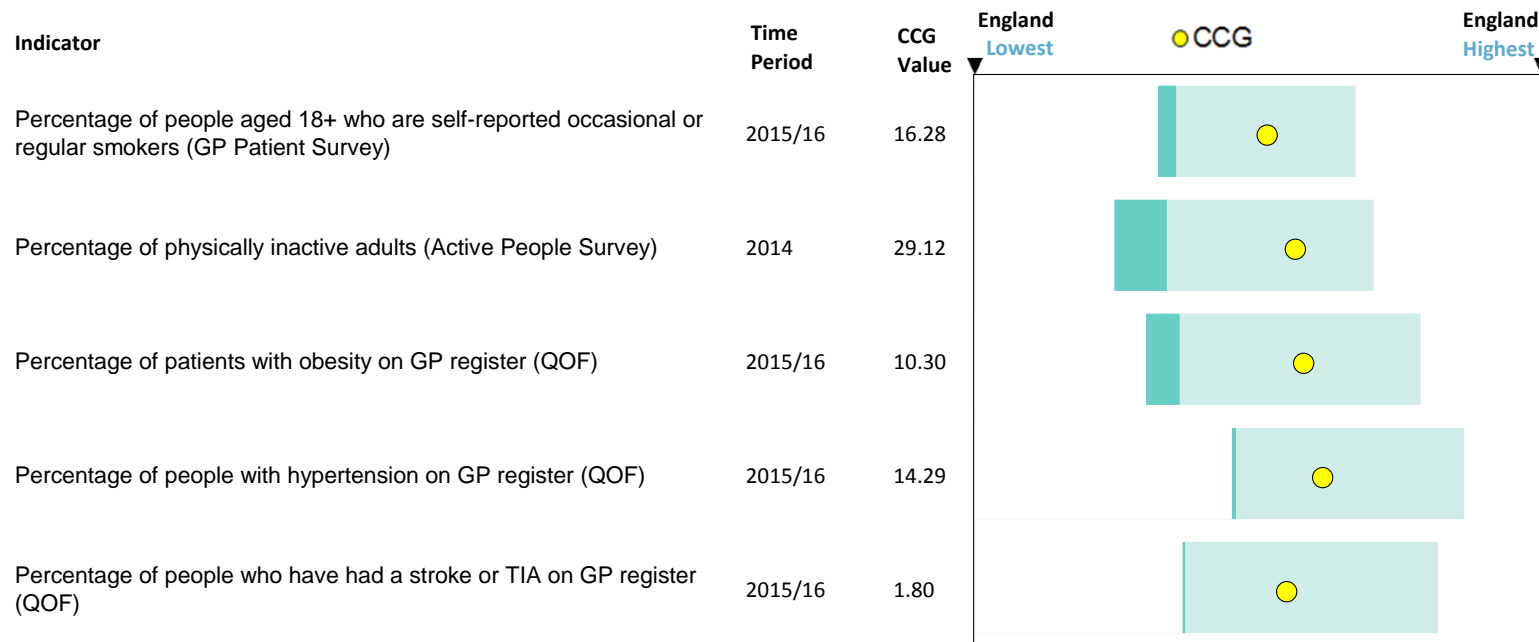 Indicator
Time
Period
CCG
Value
England
Lowest
CCG
England
Highest
Percentage of people aged 18+ who are self-reported occasional or
regular smokers (GP Patient Survey)
2015/16
16.28
Percentage of physically inactive adults (Active People Survey)
2014
29.12
Percentage of patients with obesity on GP register (QOF)
2015/16
10.30
Percentage of people with hypertension on GP register (QOF)
2015/16
14.29
Percentage of people who have had a stroke or TIA on GP register
(QOF)
2015/16
1.80